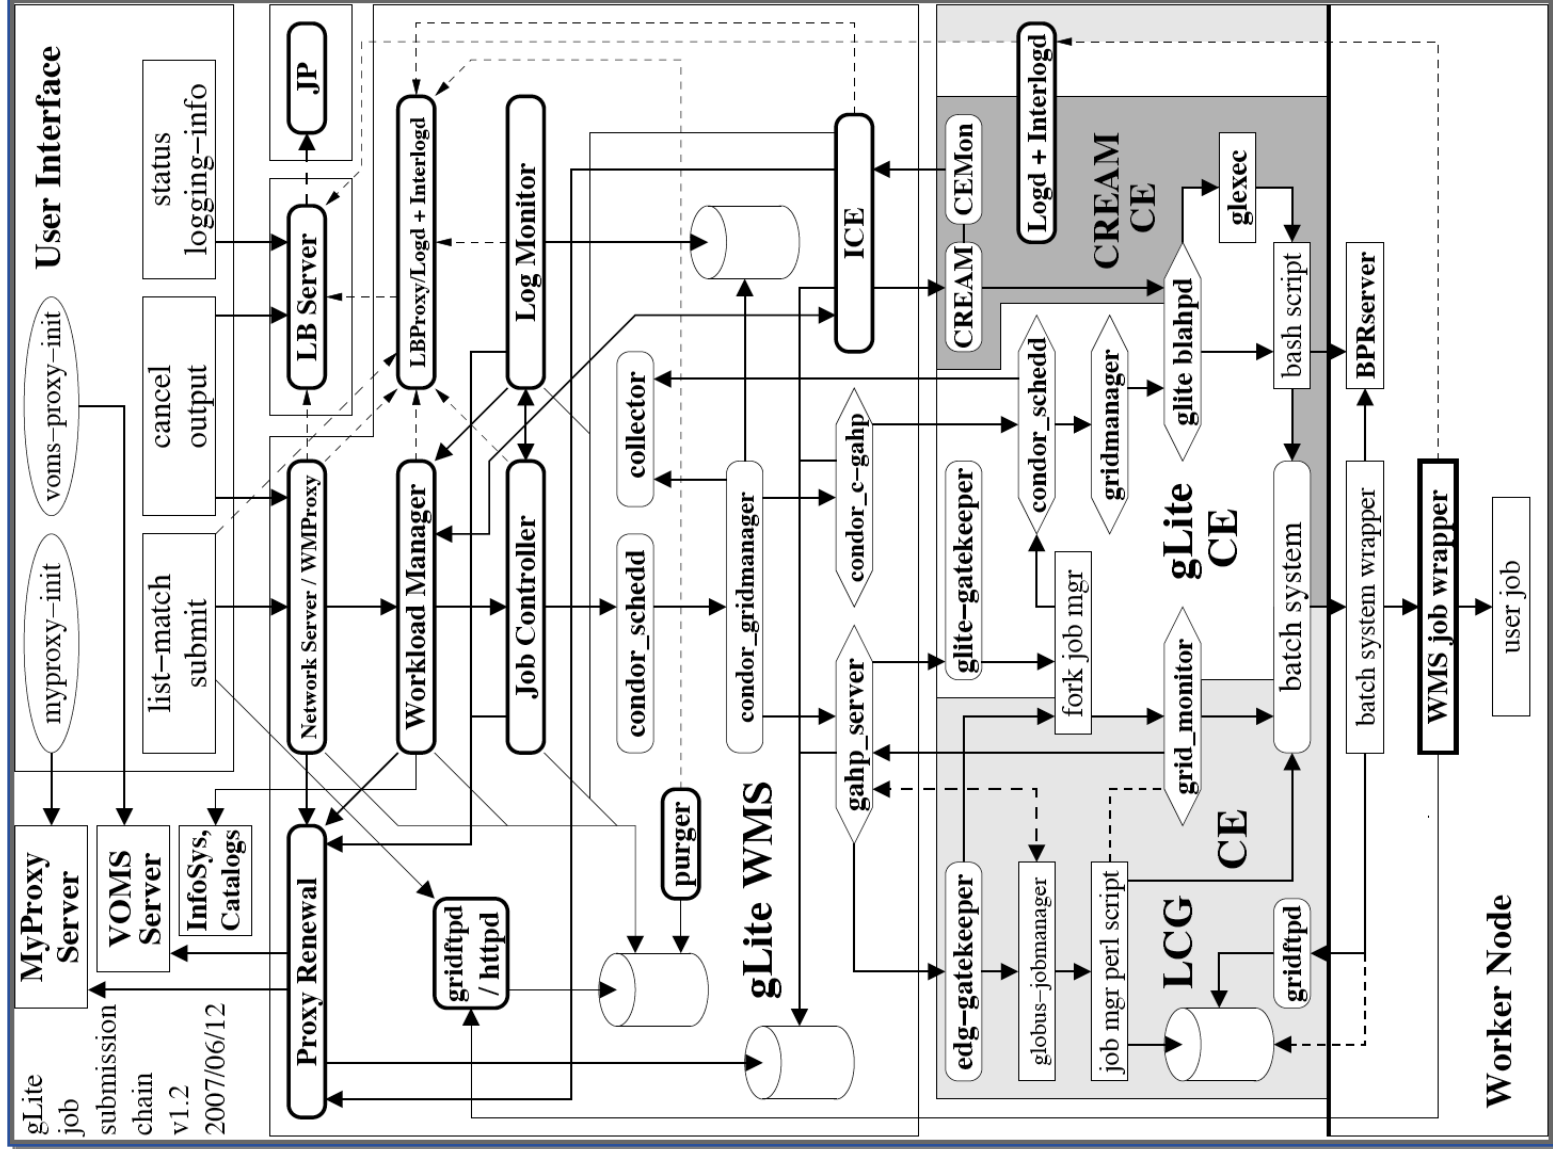 gLite
job
submission
chain
v1.2
2007/06/12
MyProxy
Server
VOMS
Server
InfoSys,
Catalogs
myproxy−init
voms−proxy−init
User Interface
list−match
submit
cancel
output
status
logging−info
Proxy Renewal
Network Server / WMProxy
LB Server
JP
Workload Manager
LBProxy/Logd + Interlogd
gridftpd
/ httpd
Job Controller
Log Monitor
condor_schedd
collector
purger
condor_gridmanager
gLite WMS
gahp_server
condor_c−gahp
ICE
edg−gatekeeper
glite−gatekeeper
CREAM
CEMon
globus−jobmanager
condor_schedd
Logd + Interlogd
fork job mgr
job mgr perl script
gridmanager
CREAM
CE
LCG
CE
grid_monitor
gLite
CE
glite blahpd
glexec
gridftpd
batch system
bash script
batch system wrapper
BPRserver
WMS job wrapper
user job
Worker Node